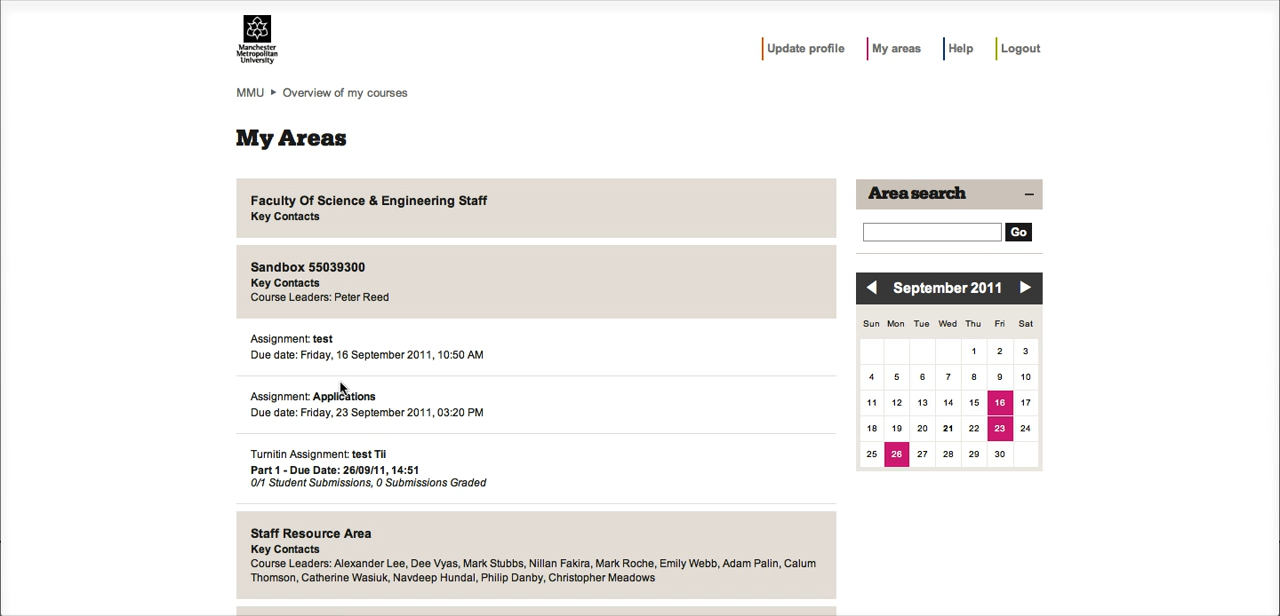 Manchester
Metropolitan
University
Update profile
My areas
Help
Logout
MMU
Overview of my courses
My Areas
Faculty Of Science & Engineering Staff
Key Contacts
Sandbox 55039300
Key Contacts
Course Leaders: Peter Reed
Assignment: test
Due date: Friday, 16 September 2011, 10:50 AM
Assignment: Applications
Due date: Friday, 23 September 2011, 03:20 PM
Turnitin Assignment: test Tii
Part 1 - Due Date: 26/09/11, 14:51
0/1 Student Submissions, 0 Submissions Graded
Staff Resource Area
Key Contacts
Course Leaders: Alexander Lee, Dee Vyas, Mark Stubbs, Nillan Fakira, Mark Roche, Emily Webb, Adam Palin, Calum
Thomson, Catherine Wasiuk, Navdeep Hundal, Philip Danby, Christopher Meadows
Area search
Go
September 2011
Sun Mon Tue Wed Thu Fri Sat
1 2 3
4 5 6 7 8 9 10
11 12 13 14 15 16 17
18 19 20 21 22 23 24
25 26 27 28 29 30